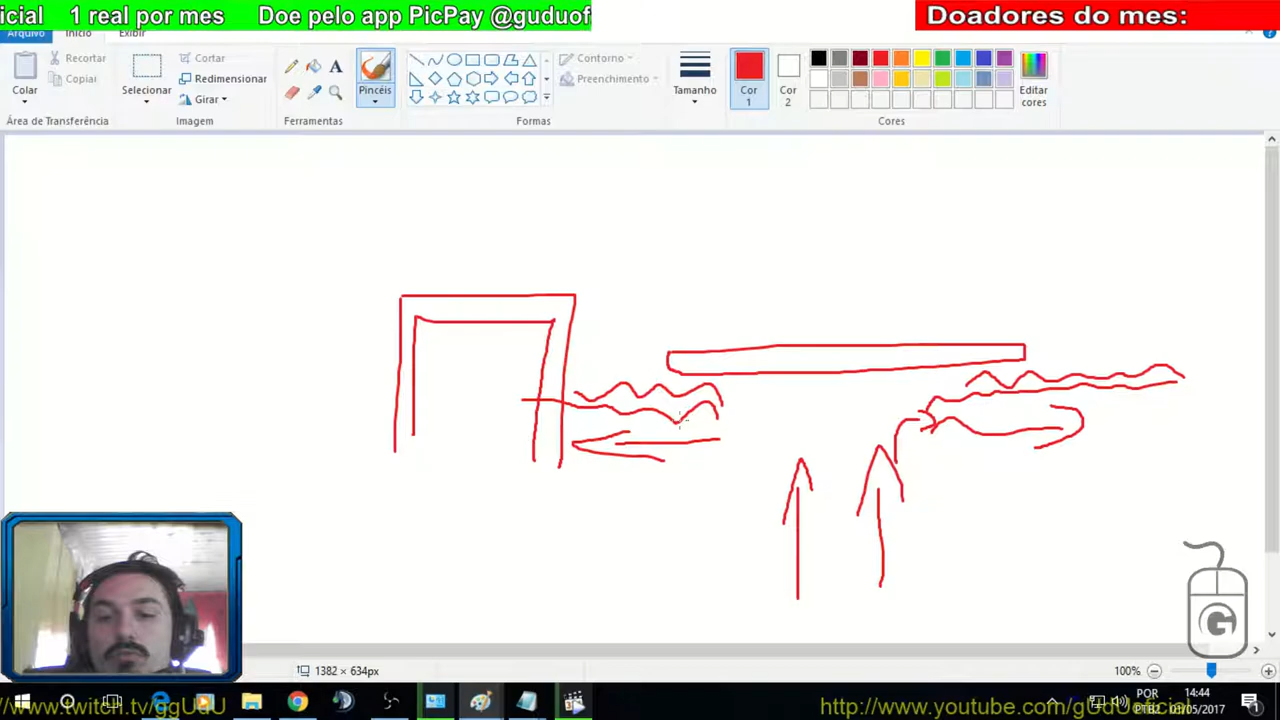 icial    1 real por mes    Doe pelo app PicPay @guduof
Doadores do mes:
Arquivo    Início    Exibir
Colar
Recortar
Copiar
Área de Transferência
Selecionar
Cortar
Redimensionar
Girar
Imagem
A
Ferramentas
Pincéis
Contorno
Preenchimento
Formas
Tamanho
Cor
1
Cor
2
Editar
cores
Cores
G
1382 × 634px
100%
POR
PTB2
14:44
/www.twitch.tv/ggUdU
http://www.youtube.com/